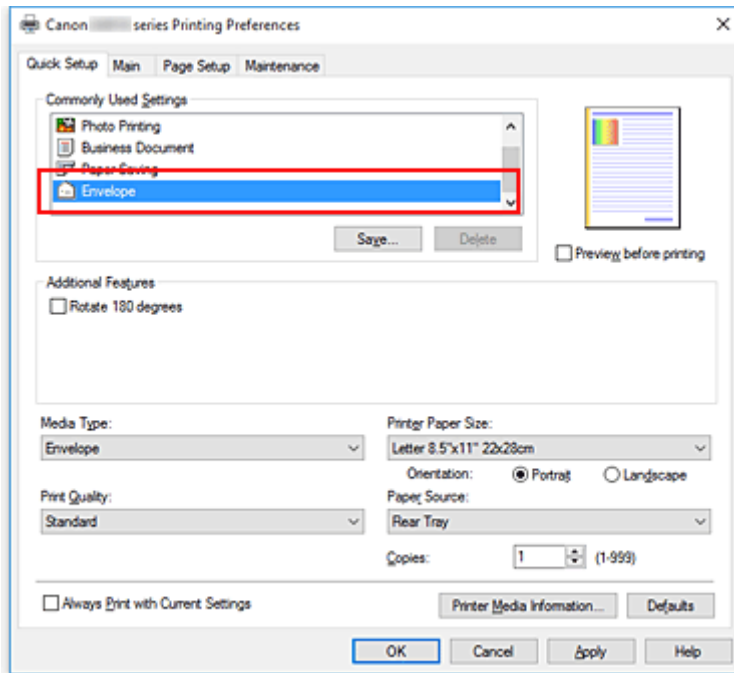 Canon series Printing Preferences
Quick Setup Main Page Setup Maintenance
Commonly Used Settings
Photo Printing
Business Document
Paper Saving
Envelope
Save... Delete
Preview before printing
Additional Features
Rotate 180 degrees
Media Type: Printer Paper Size:
Envelope Letter 8.5"x11" 22x28cm
Orientation: Portrait Landscape
Print Quality: Paper Source:
Standard Rear Tray
Copies: 1 (1-999)
Always Print with Current Settings Printer Media Information... Defaults
OK Cancel Apply Help